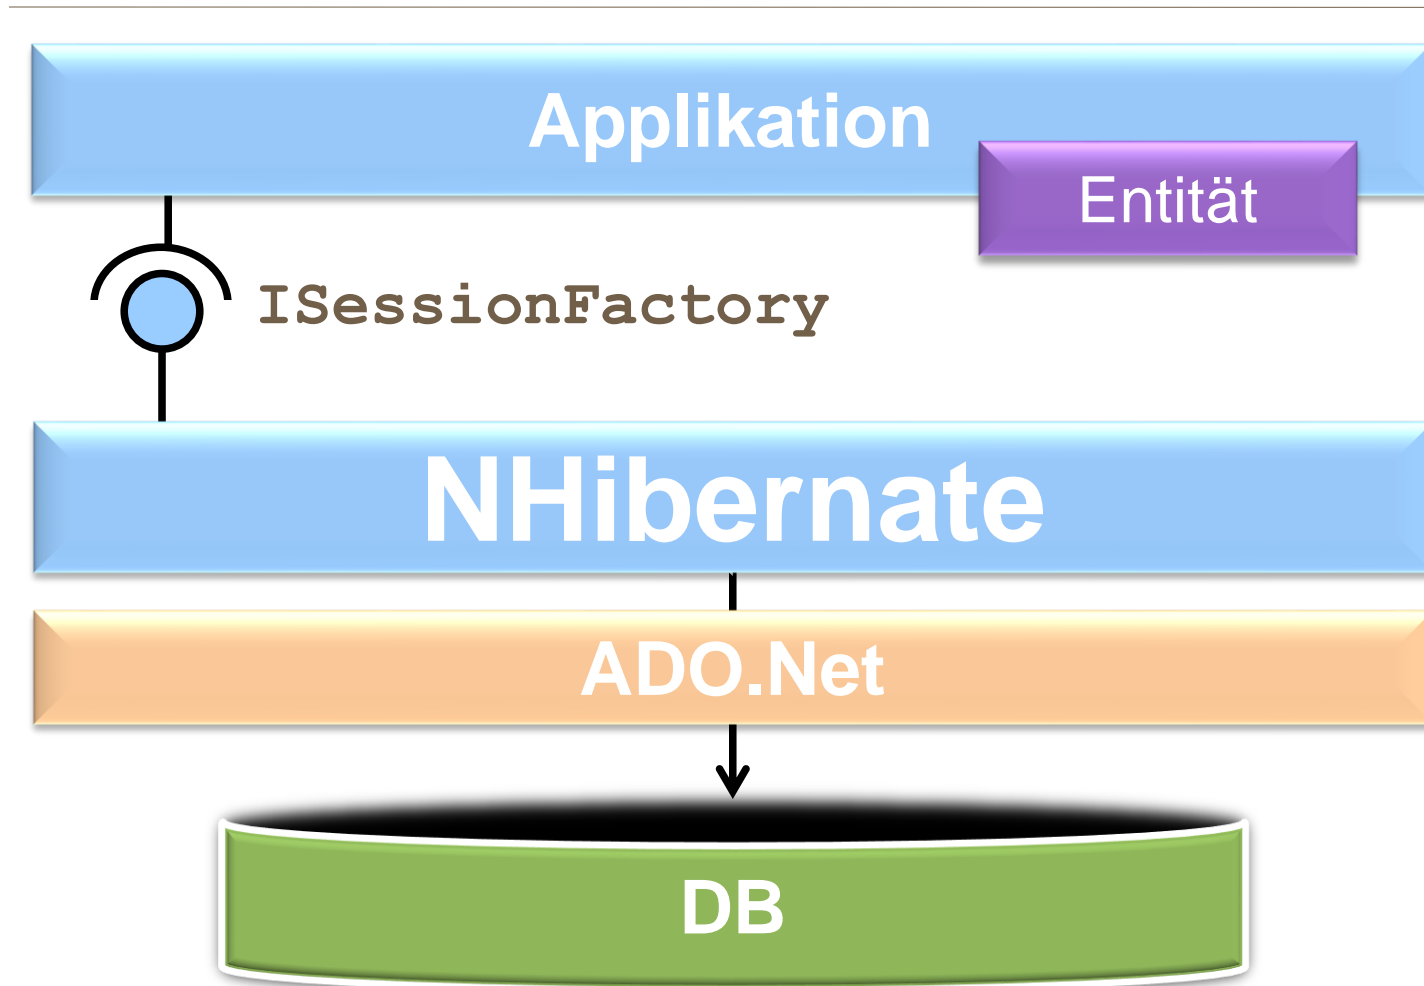 Applikation
Entität
ISessionFactory
NHibernate
ADO.Net
DB